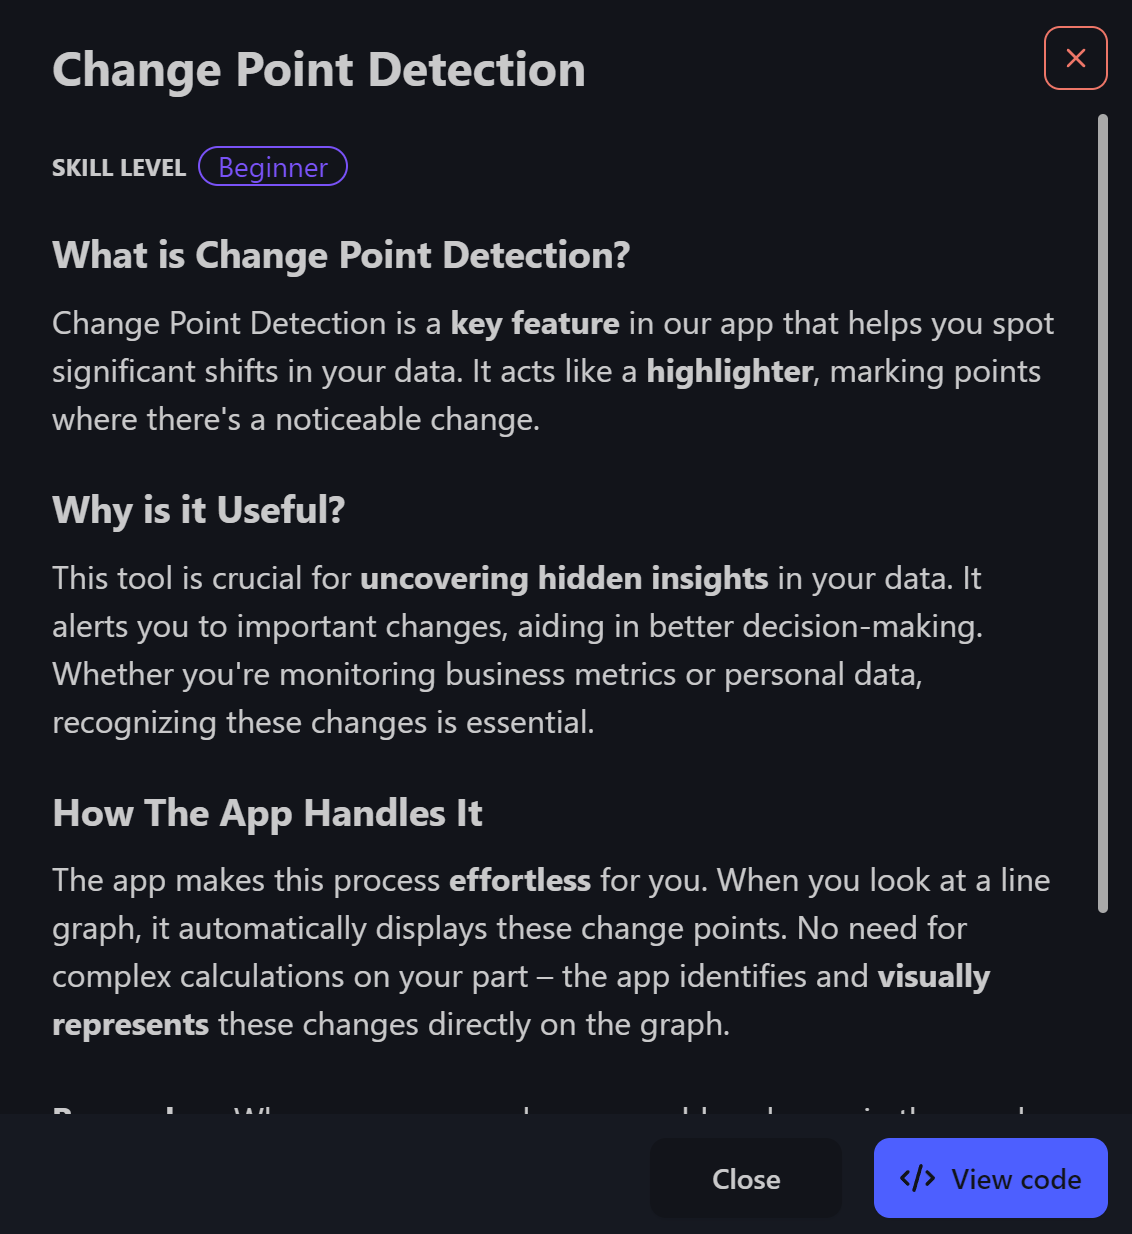 Change Point Detection
SKILL LEVEL Beginner
What is Change Point Detection?
Change Point Detection is a key feature in our app that helps you spot
significant shifts in your data. It acts like a highlighter, marking points
where there's a noticeable change.
Why is it Useful?
This tool is crucial for uncovering hidden insights in your data. It
alerts you to important changes, aiding in better decision-making.
Whether you're monitoring business metrics or personal data,
recognizing these changes is essential.
How The App Handles It
The app makes this process effortless for you. When you look at a line
graph, it automatically displays these change points. No need for
complex calculations on your part – the app identifies and visually
represents these changes directly on the graph.
Close
</> View code